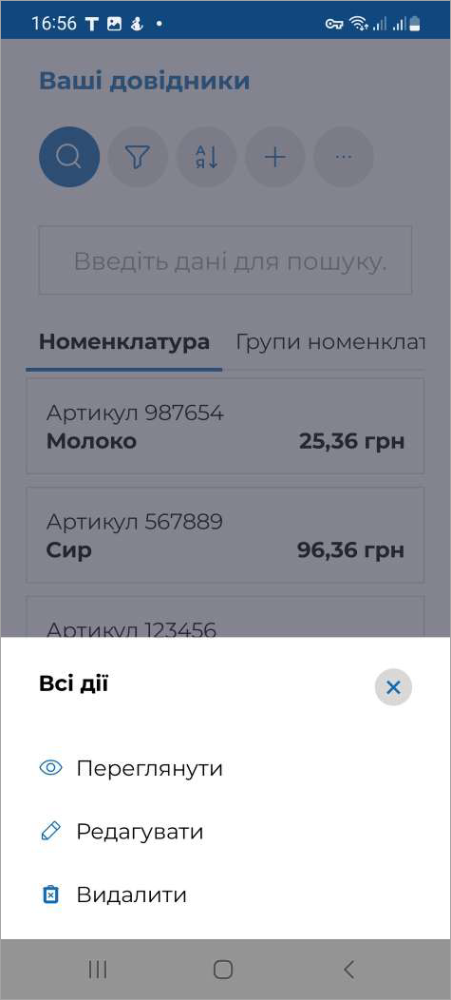 16:56
Ваші довідники
Введіть дані для пошуку.
Номенклатура Групи номенклат
Артикул 987654
Молоко 25,36 грн
Артикул 567889
Сир 96,36 грн
Артикул 123456
Всі дії
Переглянути
Редагувати
Видалити